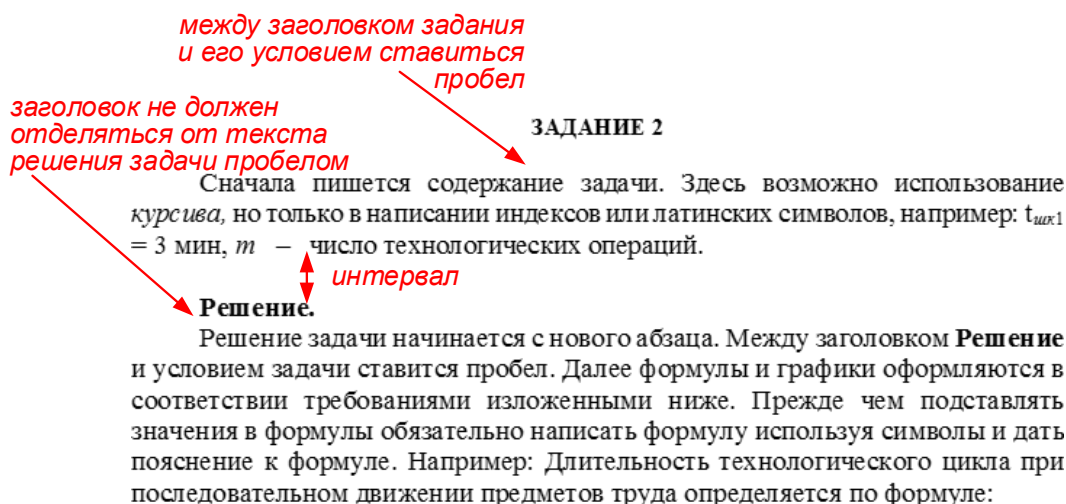 между заголовком задания
и его условием ставиться
пробел
заголовок не должен
отделяться от текста
решения задачи пробелом
ЗАДАНИЕ 2
Сначала пишется содержание задачи. Здесь возможно использование
курсива, но только в написании индексов или латинских символов, например: tшк1
= 3 мин, m – число технологических операций.
интервал
Решение.
Решение задачи начинается с нового абзаца. Между заголовком Решение
и условием задачи ставится пробел. Далее формулы и графики оформляются в
соответствии требованиями изложенными ниже. Прежде чем подставлять
значения в формулы обязательно написать формулу используя символы и дать
пояснение к формуле. Например: Длительность технологического цикла при
последовательном движении предметов труда определяется по формуле: